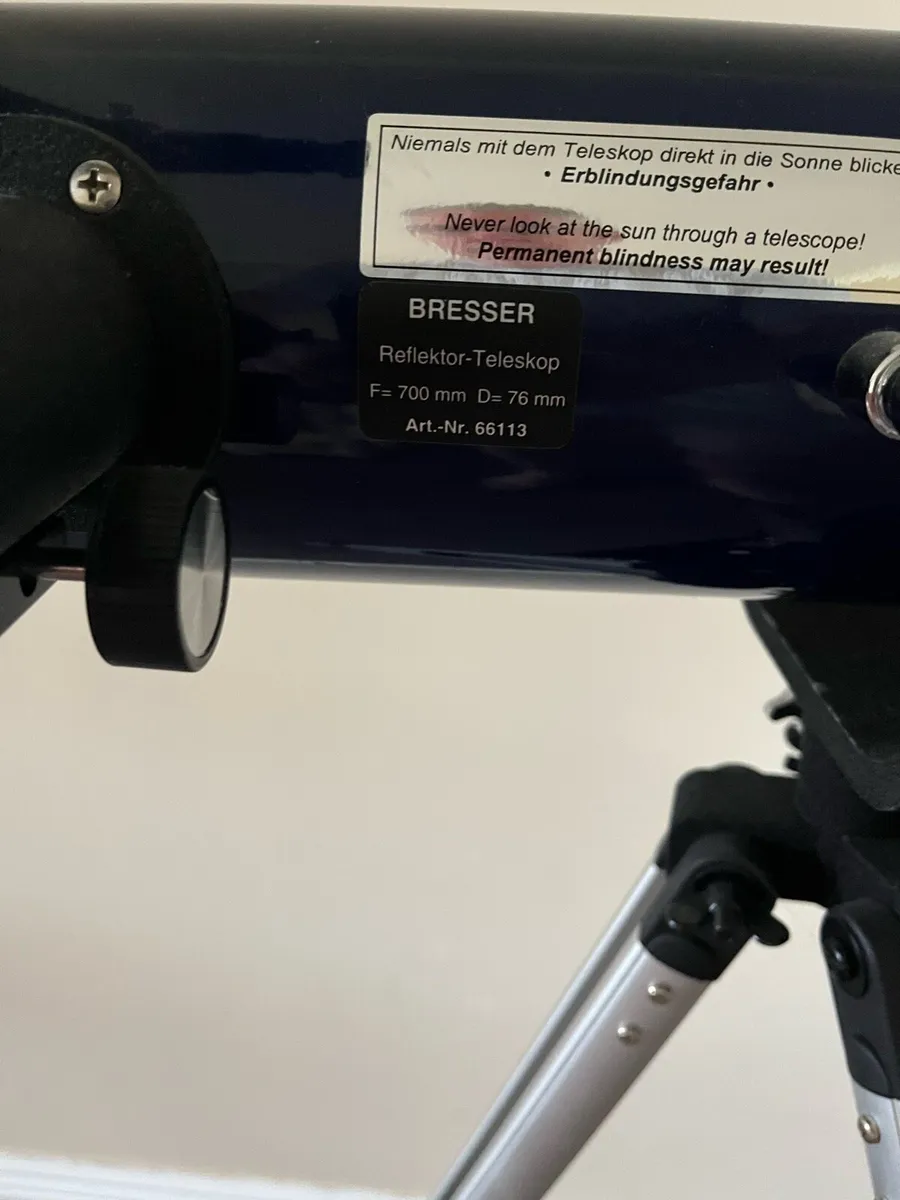 Niemals mit dem Teleskop direkt in die Sonne blicke
• Erblindungsgefahr •
Never look at the sun through a telescope!
Permanent blindness may result!
BRESSER
Reflektor-Teleskop
F= 700 mm D= 76 mm
Art.-Nr. 66113